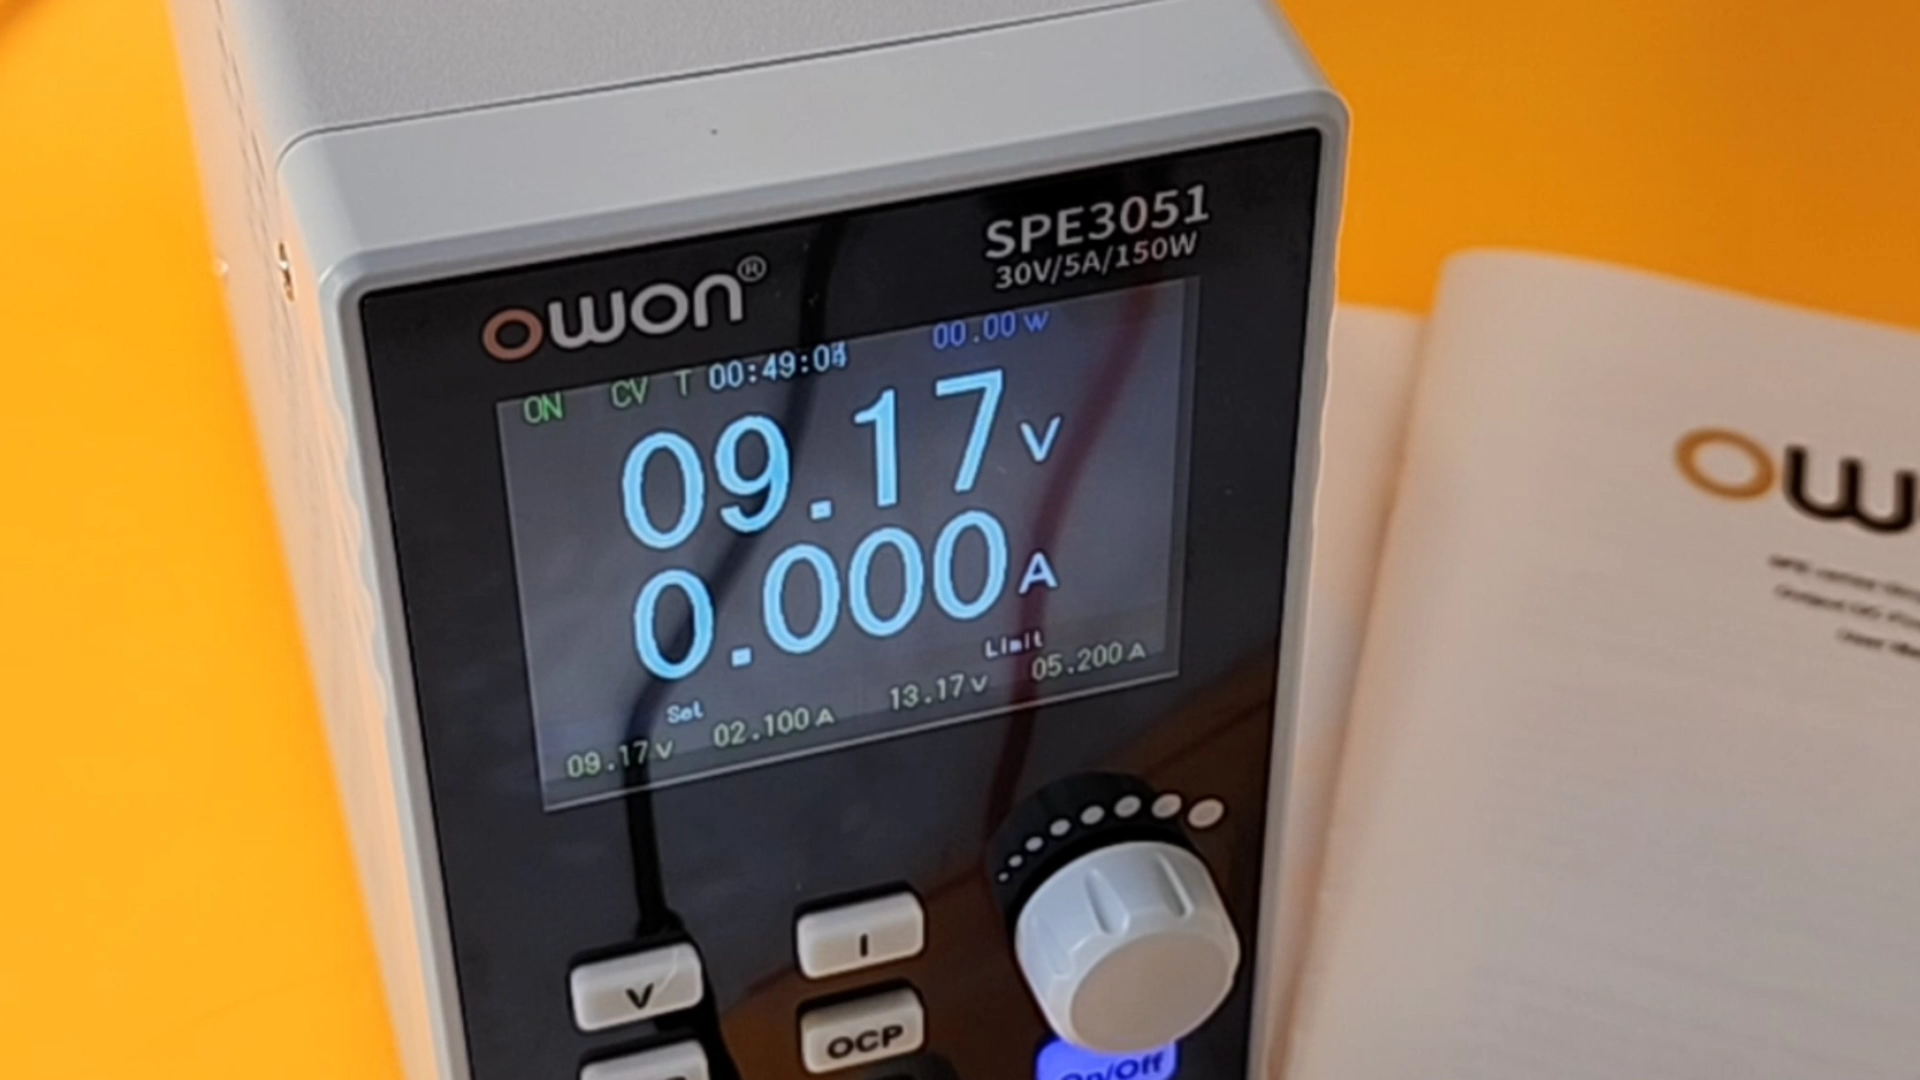 owon®
SPE3051
30V/5A/150W
ON CV T 00:49:04 00.00 W
09.17 V
0.000 A
Set Limit
09.17 V 02.100 A 13.17 V 05.200 A
V
I
OCP
On/Off
OW